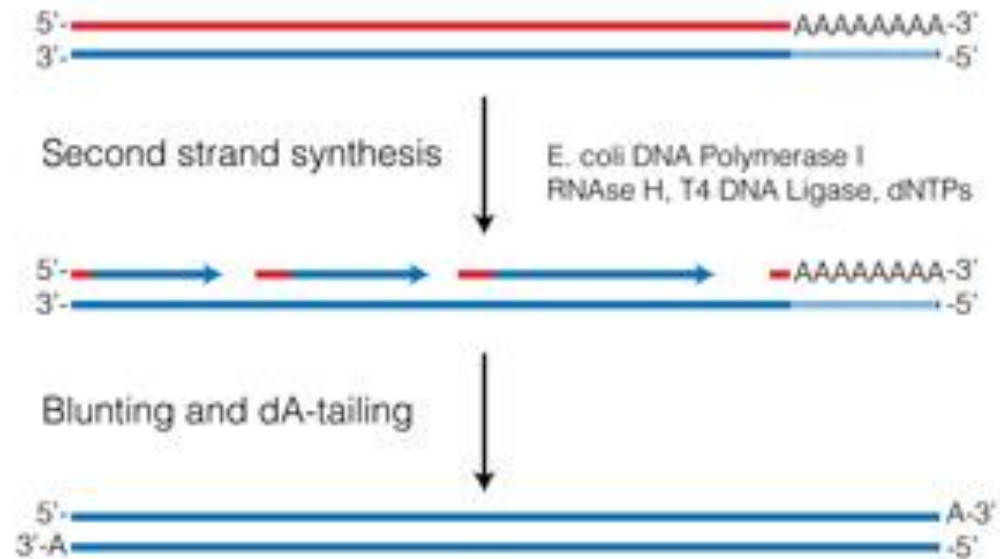 5'- AAAAAAAA-3'
3'- -5'
Second strand synthesis
E. coli DNA Polymerase I
RNAse H, T4 DNA Ligase, dNTPs
5'- AAAAAAAA-3'
3'- -5'
Blunting and dA-tailing
5'- A-3'
3'-A -5'